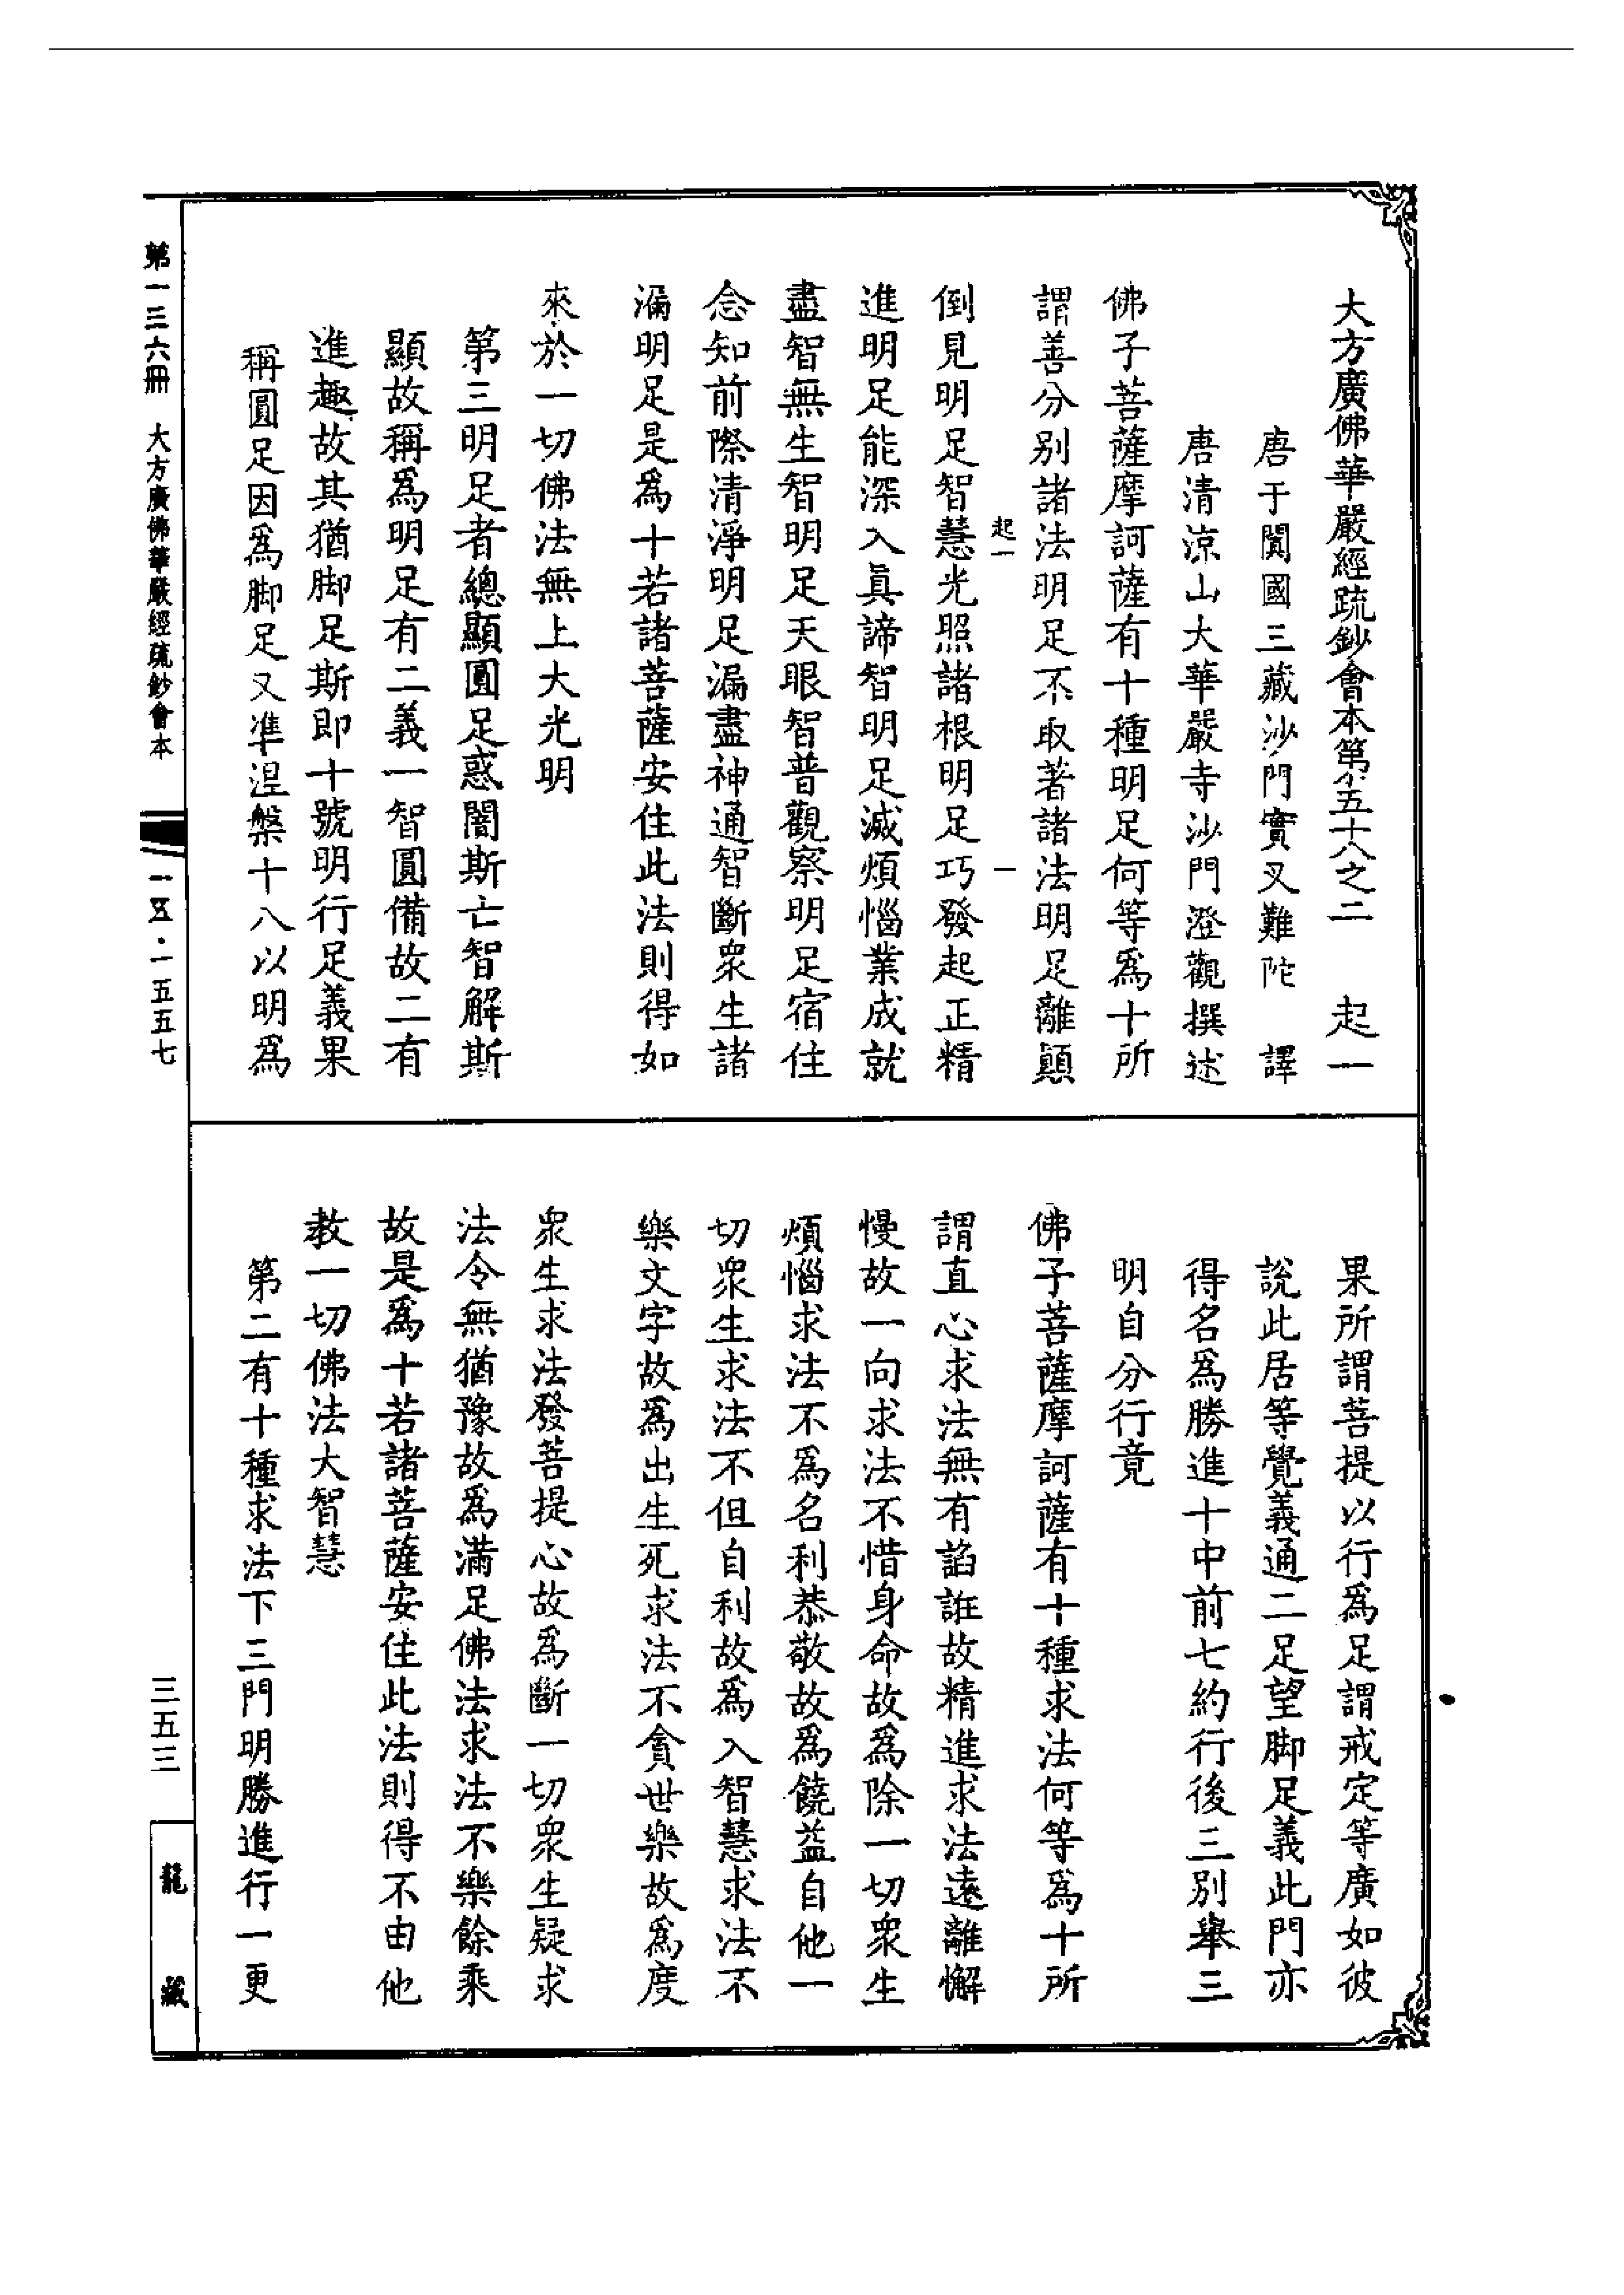 大方廣佛華嚴經疏鈔會本第五十八之二　起一
唐于闐國三藏沙門實叉難陀　譯
唐清涼山大華嚴寺沙門澄觀撰述
佛子菩薩摩訶薩有十種明足何等爲十所
謂善分別諸法明足不取著諸法明足離顛
起一　一
倒見明足智慧光照諸根明足巧發起正精
進明足能深入真諦智明足滅煩惱業成就
盡智無生智明足天眼智普觀察明足宿住
念知前際清淨明足漏盡神通智斷眾生諸
漏明足是爲十若諸菩薩安住此法則得如
來於一切佛法無上大光明
第三明足者總顯圓足惑闇斯亡智解斯
顯故稱爲明足有二義一智圓備故二有
進趣故其猶脚足斯即十號明行足義果
稱圓足因爲脚足又準涅槃十八以明爲
果所謂菩提以行爲足謂戒定等廣如彼
說此居等覺義通二足望脚足義此門亦
得名爲勝進十中前七約行後三別舉三
明自分行竟
佛子菩薩摩訶薩有十種求法何等爲十所
謂直心求法無有諂誑故精進求法遠離懈
慢故一向求法不惜身命故爲除一切眾生
煩惱求法不爲名利恭敬故爲饒益自他一
切眾生求法不但自利故爲入智慧求法不
樂文字故爲出生死求法不貪世樂故爲度
眾生求法發菩提心故爲斷一切眾生疑求
法令無猶豫故爲滿足佛法求法不樂餘乘
故是爲十若諸菩薩安住此法則得不由他
教一切佛法大智慧
第二有十種求法下三門明勝進行一更
第一三六冊　大方廣佛華嚴經疏鈔會本
一五·一五五七
三五三
龍藏